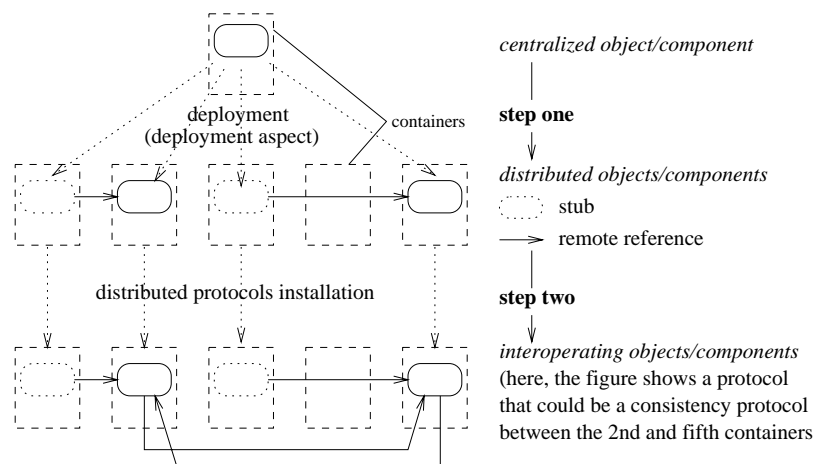 centralized object/component
deployment
(deployment aspect)
containers
step one
distributed objects/components
stub
remote reference
distributed protocols installation
step two
interoperating objects/components
(here, the figure shows a protocol
that could be a consistency protocol
between the 2nd and fifth containers